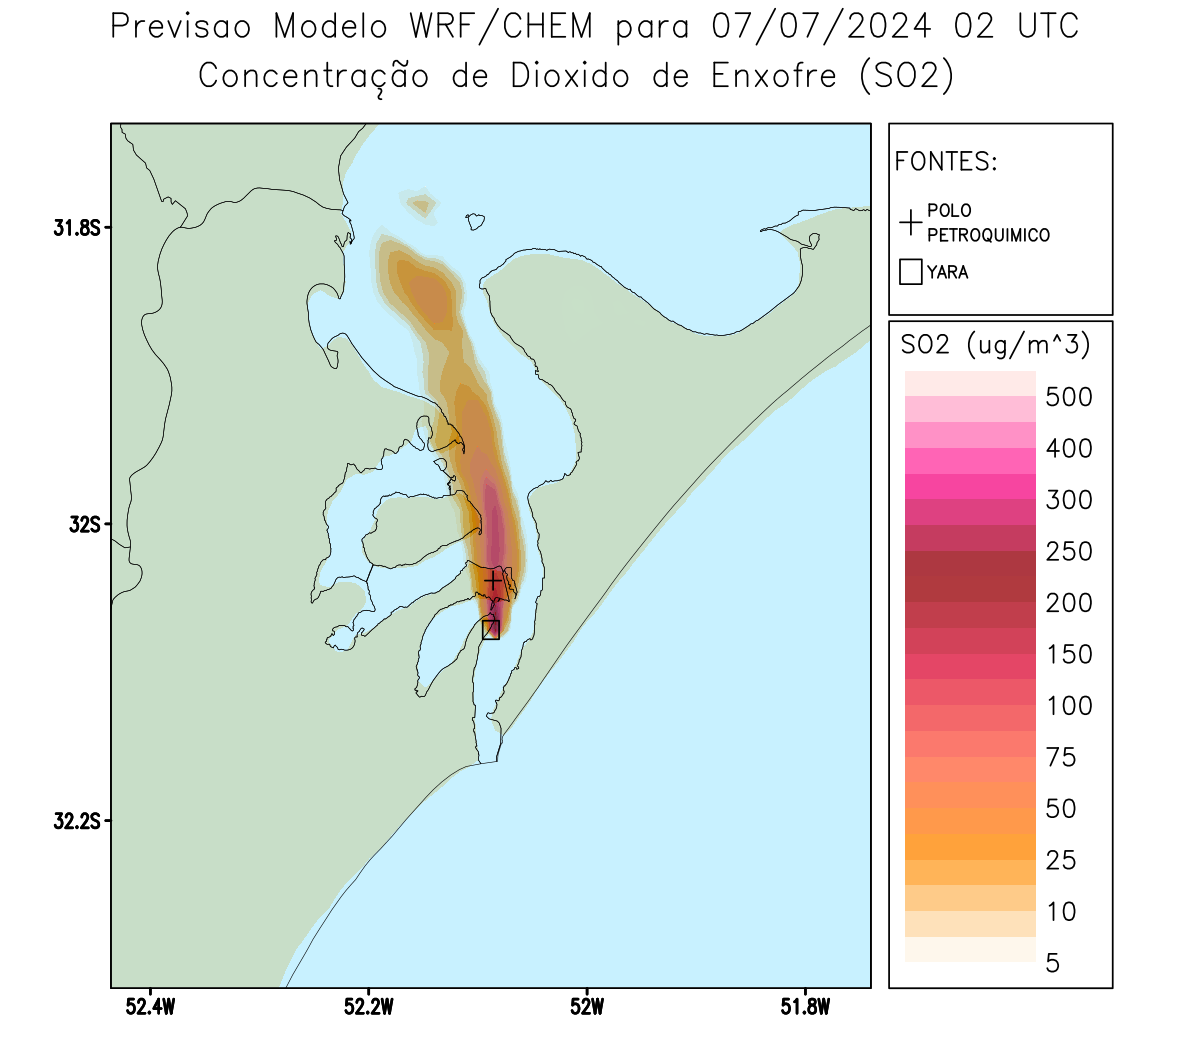 Previsao Modelo WRF/CHEM para 07/07/2024 02 UTC
Concentração de Dioxido de Enxofre (SO2)
FONTES:
POLO
PETROQUIMICO
YARA
SO2 (ug/m^3)
500
400
300
250
200
150
100
75
50
25
10
5
31.8S
32S
32.2S
52.4W
52.2W
52W
51.8W